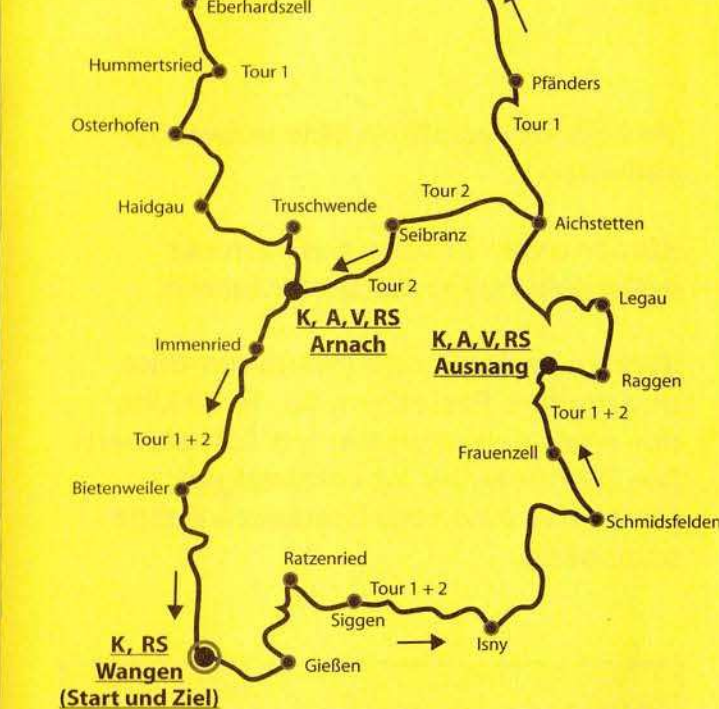 Eberhardszell
Hummertsried
Tour 1
Pfänders
Osterhofen
Tour 1
Tour 2
Haidgau
Truschwende
Seibranz
Aichstetten
Tour 2
Legau
K, A, V, RS
Arnach
Immenried
K, A, V, RS
Ausnang
Raggen
Tour 1 + 2
Tour 1 + 2
Frauenzell
Bietenweiler
Schmidsfelden
Ratzenried
Tour 1 + 2
Siggen
Isny
K, RS
Wangen
(Start und Ziel)
Gießen